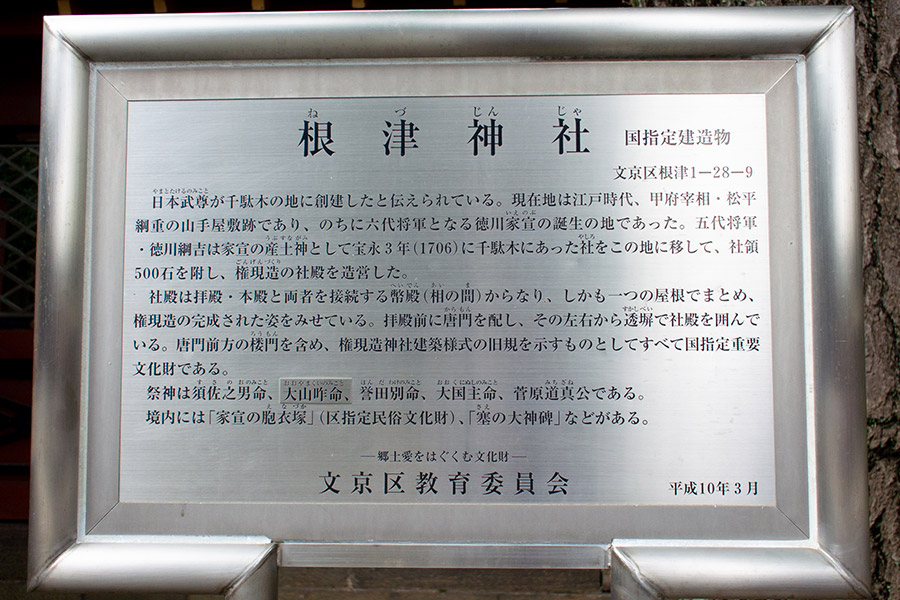 根津神社 国指定建造物
文京区根津1―28―9
日本武尊が千駄木の地に創建したと伝えられている。現在地は江戸時代、甲府宰相・松平
綱重の山手屋敷跡であり、のちに六代将軍となる徳川家宣の誕生の地であった。五代将軍
・徳川綱吉は家宣の産土神として宝永3年(1706)に千駄木にあった社をこの地に移して、社領
500石を附し、権現造の社殿を造営した。
社殿は拝殿・本殿と両者を接続する幣殿(相の間)からなり、しかも一つの屋根でまとめ、
権現造の完成された姿をみせている。拝殿前に唐門を配し、その左右から透塀で社殿を囲んで
いる。唐門前方の楼門を含め、権現造神社建築様式の旧規を示すものとしてすべて国指定重要
文化財である。
祭神は須佐之男命、大山咋命、誉田別命、大国主命、菅原道真公である。
境内には「家宣の胞衣塚」(区指定民俗文化財)、「塞の大神碑」などがある。
―郷土愛をはぐくむ文化財―
文京区教育委員会 平成10年3月